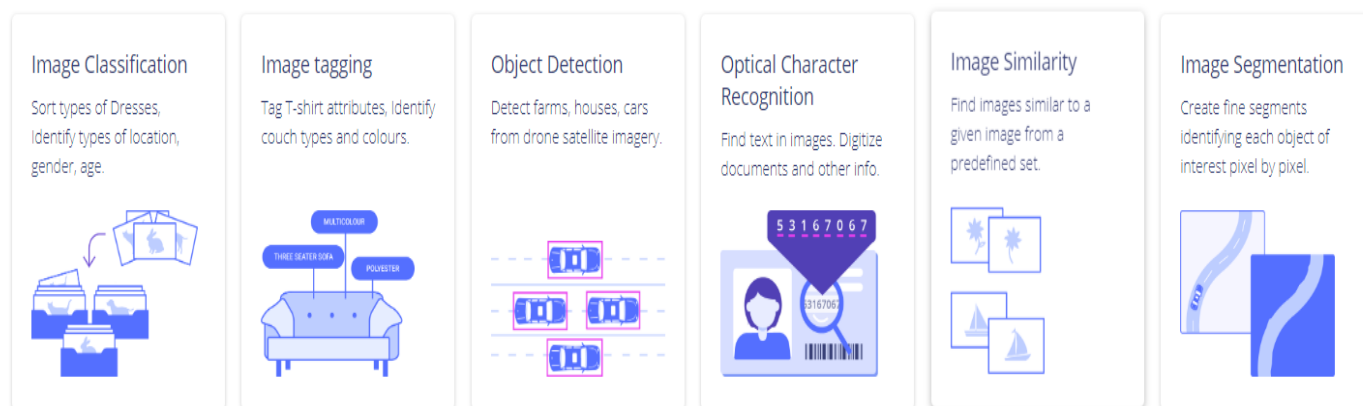 Image Classification
Sort types of Dresses,
Identify types of location,
gender, age.
Image tagging
Tag T-shirt attributes, Identify
couch types and colours.
MULTICOLOUR
THREE SEATER SOFA
POLYESTER
Object Detection
Detect farms, houses, cars
from drone satellite imagery.
Optical Character
Recognition
Find text in images. Digitize
documents and other info.
53167067
53167067
Image Similarity
Find images similar to a
given image from a
predefined set.
Image Segmentation
Create fine segments
identifying each object of
interest pixel by pixel.